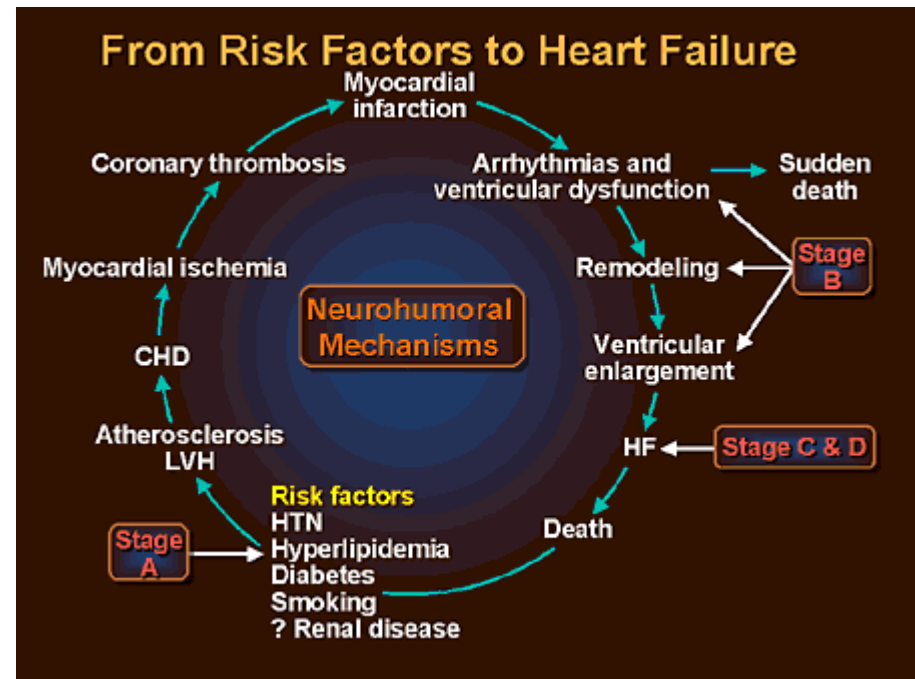 From Risk Factors to Heart Failure
Myocardial
infarction
Coronary thrombosis
Arrhythmias and
ventricular dysfunction
Sudden
death
Myocardial ischemia
Remodeling
Stage
B
Neurohumoral
Mechanisms
CHD
Ventricular
enlargement
Atherosclerosis
LVH
HF
Stage C & D
Risk factors
HTN
Hyperlipidemia
Diabetes
Smoking
? Renal disease
Stage
A
Death